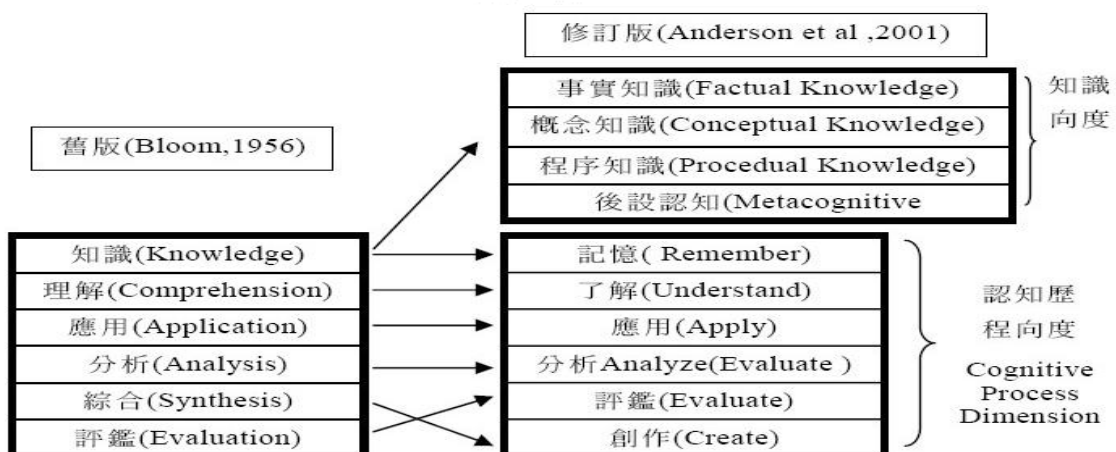 修訂版(Anderson et al ,2001)
事實知識(Factual Knowledge)
概念知識(Conceptual Knowledge)
程序知識(Procedual Knowledge)
後設認知(Metacognitive
知識
向度
舊版(Bloom,1956)
知識(Knowledge)
理解(Comprehension)
應用(Application)
分析(Analysis)
綜合(Synthesis)
評鑑(Evaluation)
記憶( Remember)
了解(Understand)
應用(Apply)
分析Analyze(Evaluate )
評鑑(Evaluate)
創作(Create)
認知歷
程向度
Cognitive
Process
Dimension